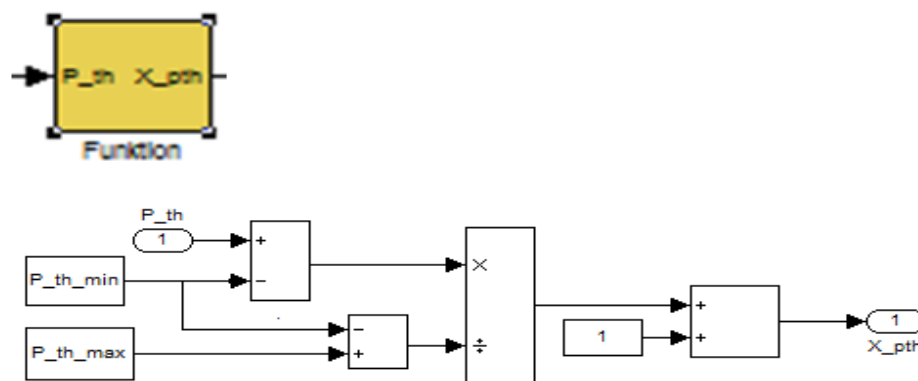 P_th X_pth
Funktion
P_th
1
+
P_th_min
−
×
−
+
P_th_max
÷
+
1
+
1
X_pth